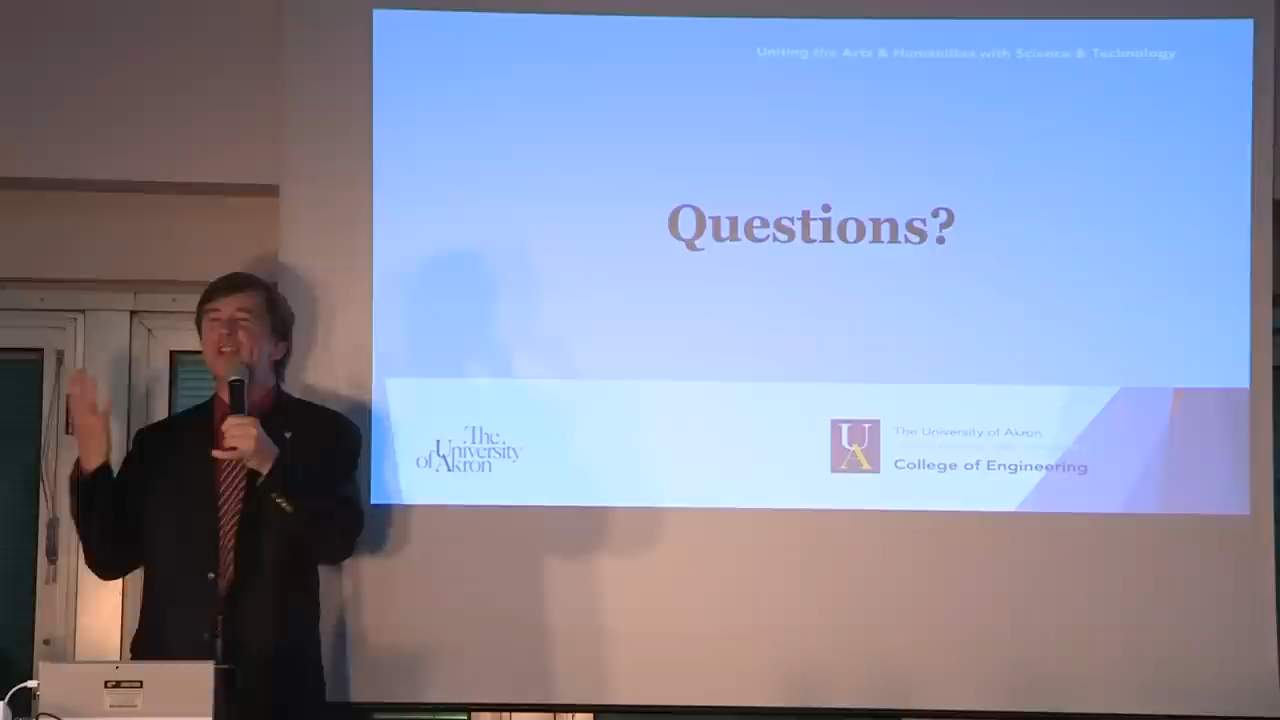 Uniting the Arts & Humanities with Science & Technology
Questions?
The
University
of Akron
UA
The University of Akron
College of Engineering